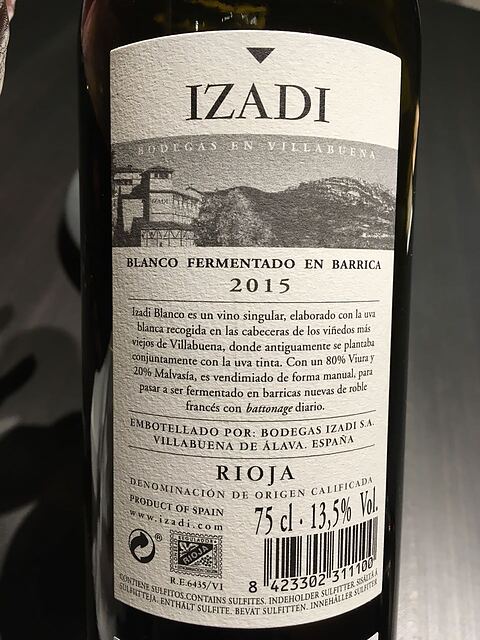 IZADI
BODEGAS EN VILLABUENA
IZADI
BLANCO FERMENTADO EN BARRICA
2015
Izadi Blanco es un vino singular, elaborado con la uva
blanca recogida en las cabeceras de los viñedos más
viejos de Villabuena, donde antiguamente se plantaba
conjuntamente con la uva tinta. Con un 80% Viura y
20% Malvasía, es vendimiado de forma manual, para
pasar a ser fermentado en barricas nuevas de roble
francés con battonage diario.
EMBOTELLADO POR: BODEGAS IZADI S.A.
VILLABUENA DE ÁLAVA. ESPAÑA
RIOJA
DENOMINACIÓN DE ORIGEN CALIFICADA
PRODUCT OF SPAIN
www.izadi.com
75 cl · 13,5% Vol.
®
RIOJA
R.E.6435/VI
8 423302 311100
CONTIENE SULFITOS. CONTAINS SULFITES. INDEHOLDER SULFITTER
SULFIITTEJA. ENTHÄLT SULFITE. BEVAT SULFITEN. INNEHÅLLER SULFITER